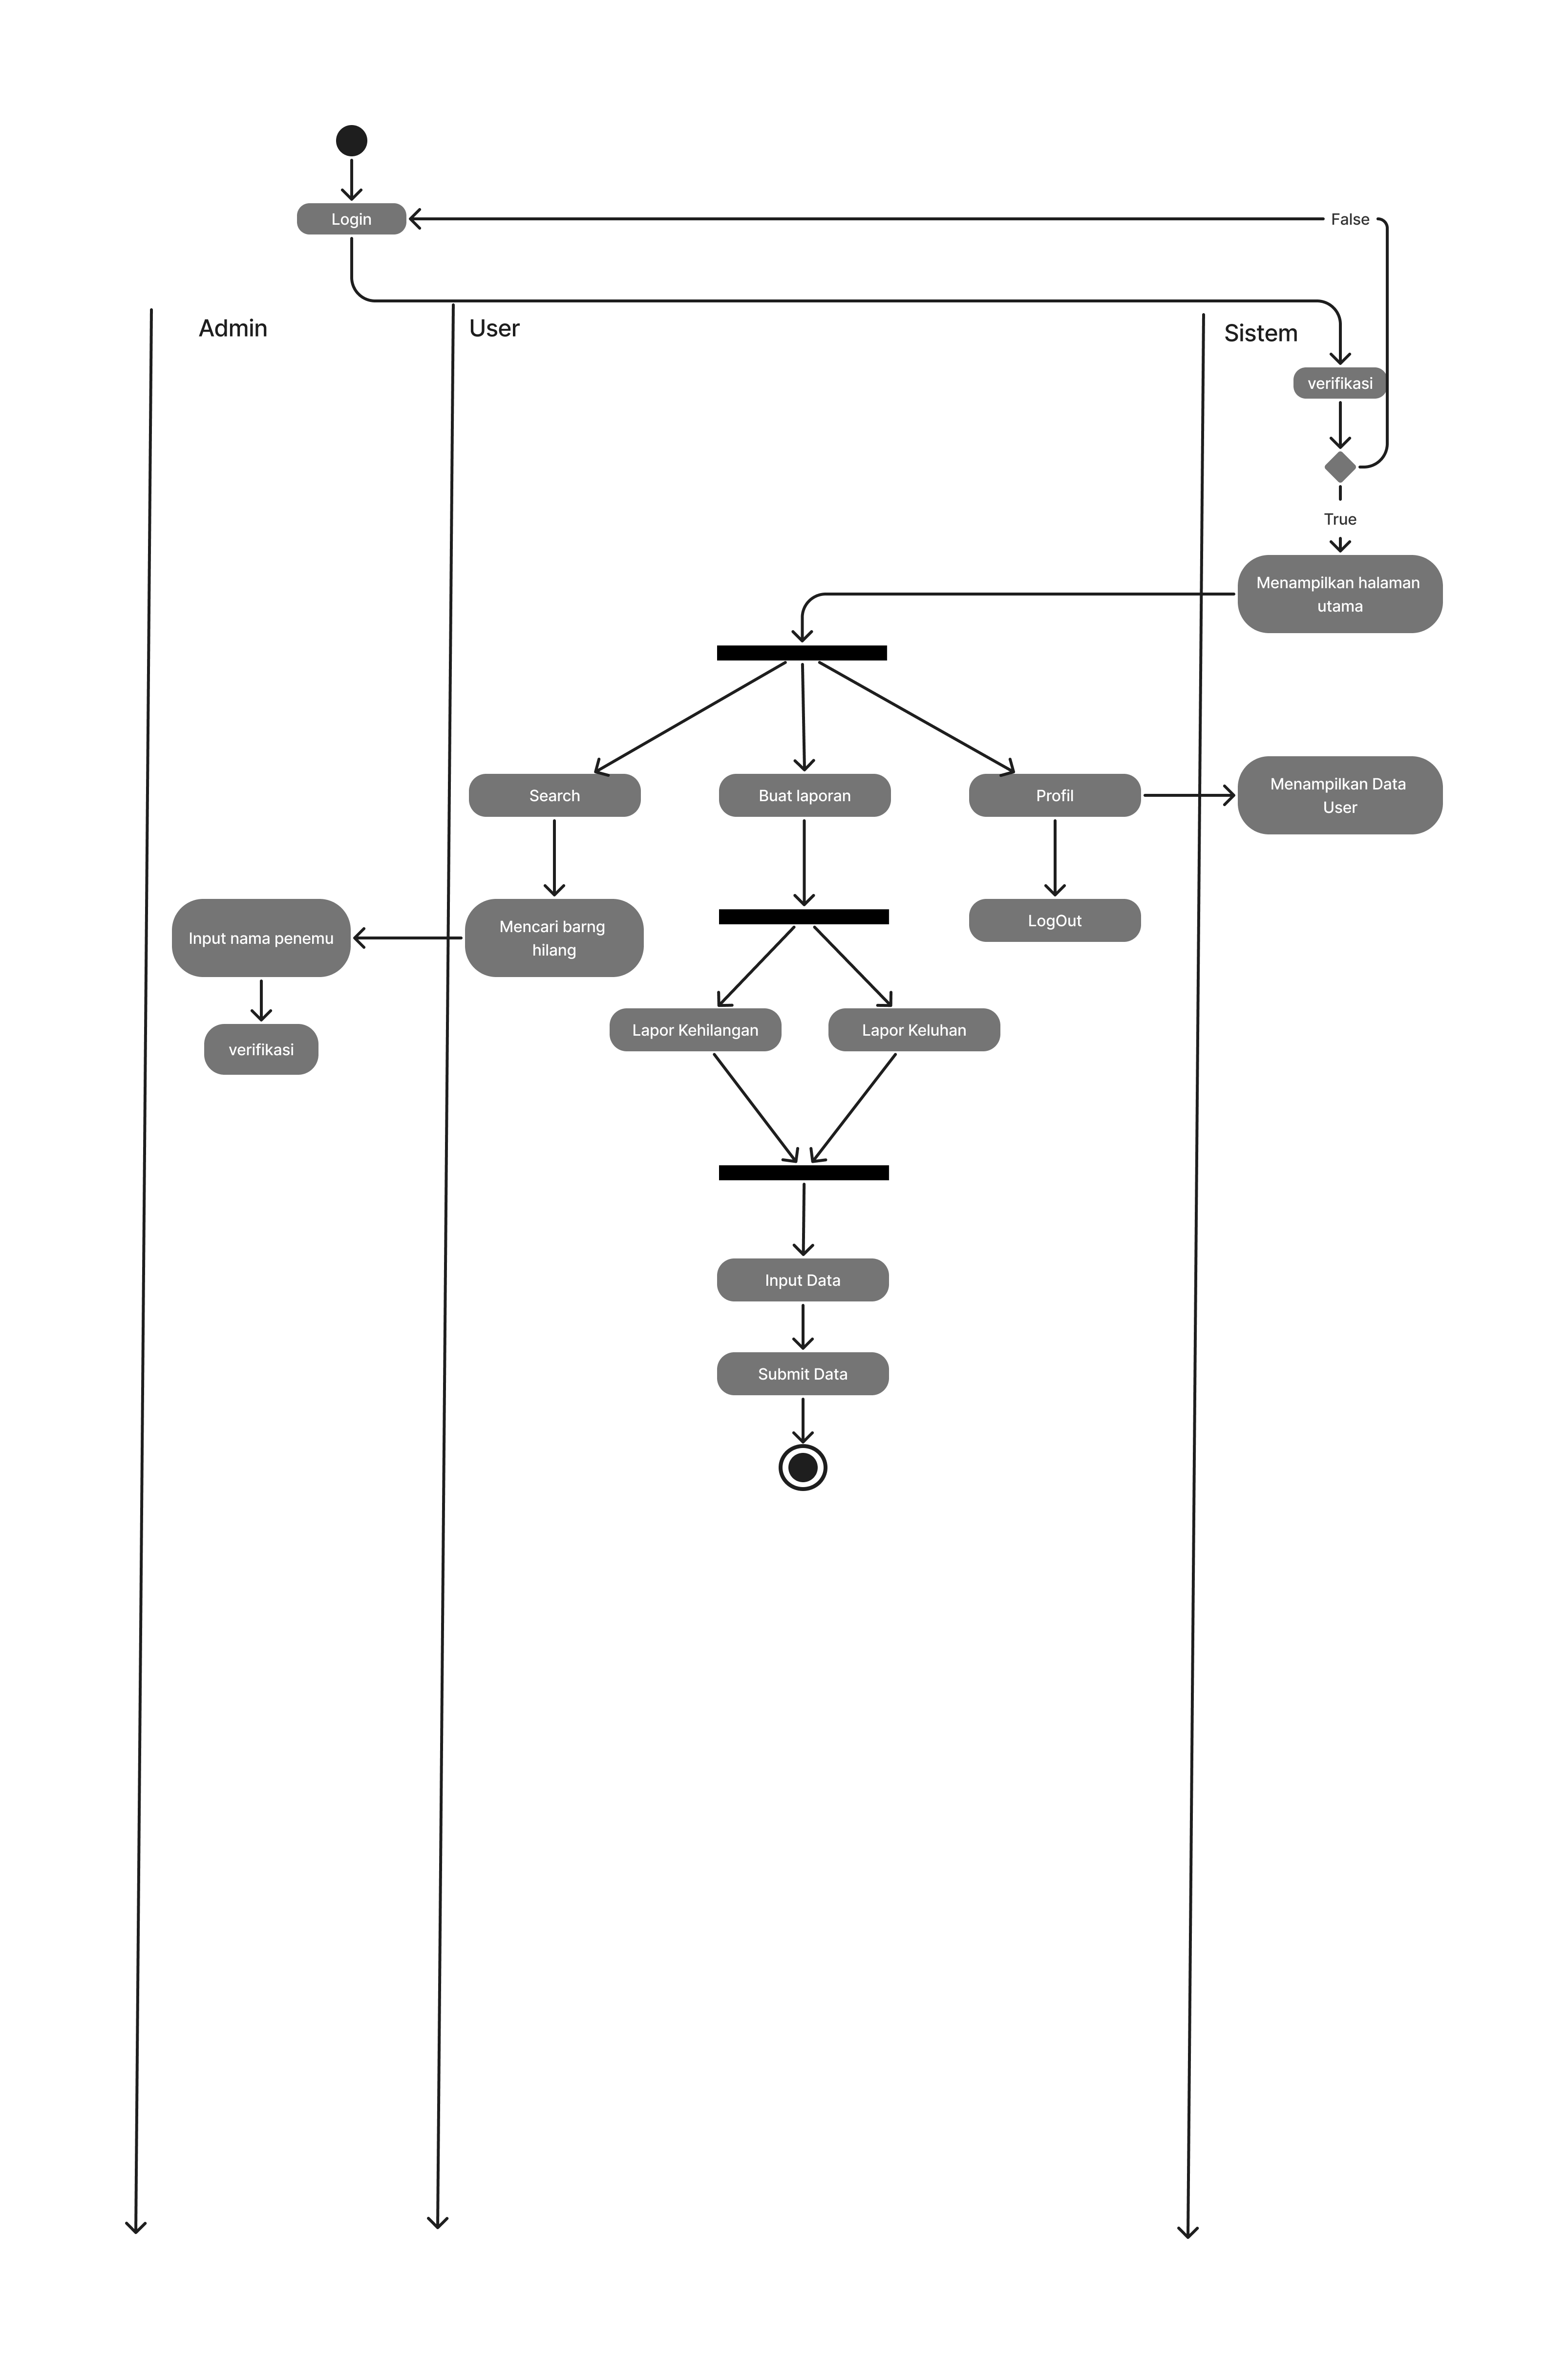 Login
False
Admin
User
Sistem
verifikasi
True
Menampilkan halaman
utama
Search
Buat laporan
Profil
Menampilkan Data
User
Input nama penemu
Mencari barng
hilang
LogOut
verifikasi
Lapor Kehilangan
Lapor Keluhan
Input Data
Submit Data